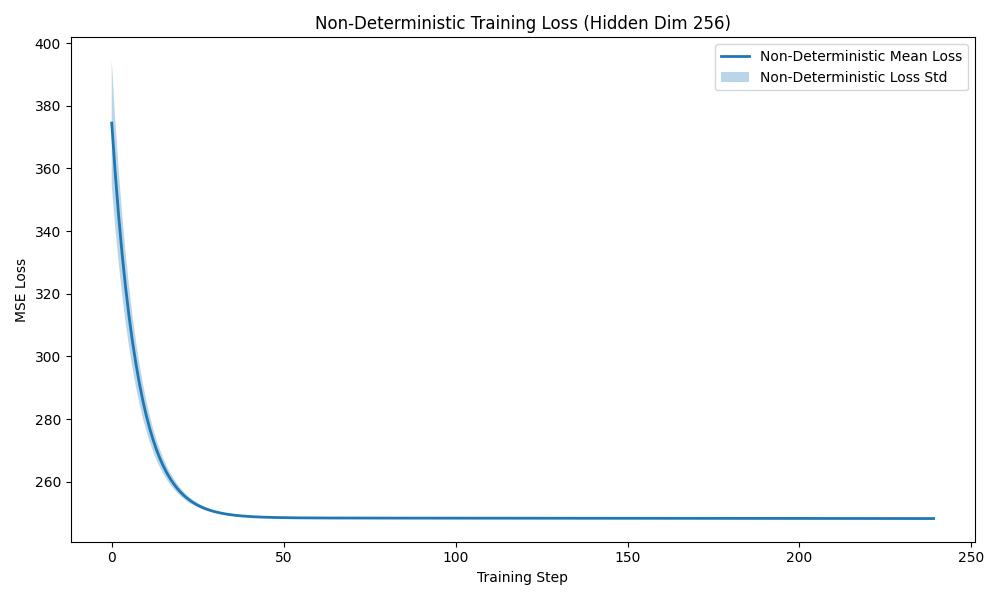 Non-Deterministic Training Loss (Hidden Dim 256)
Non-Deterministic Mean Loss
Non-Deterministic Loss Std
MSE Loss
400
380
360
340
320
300
280
260
0
50
100
150
200
250
Training Step